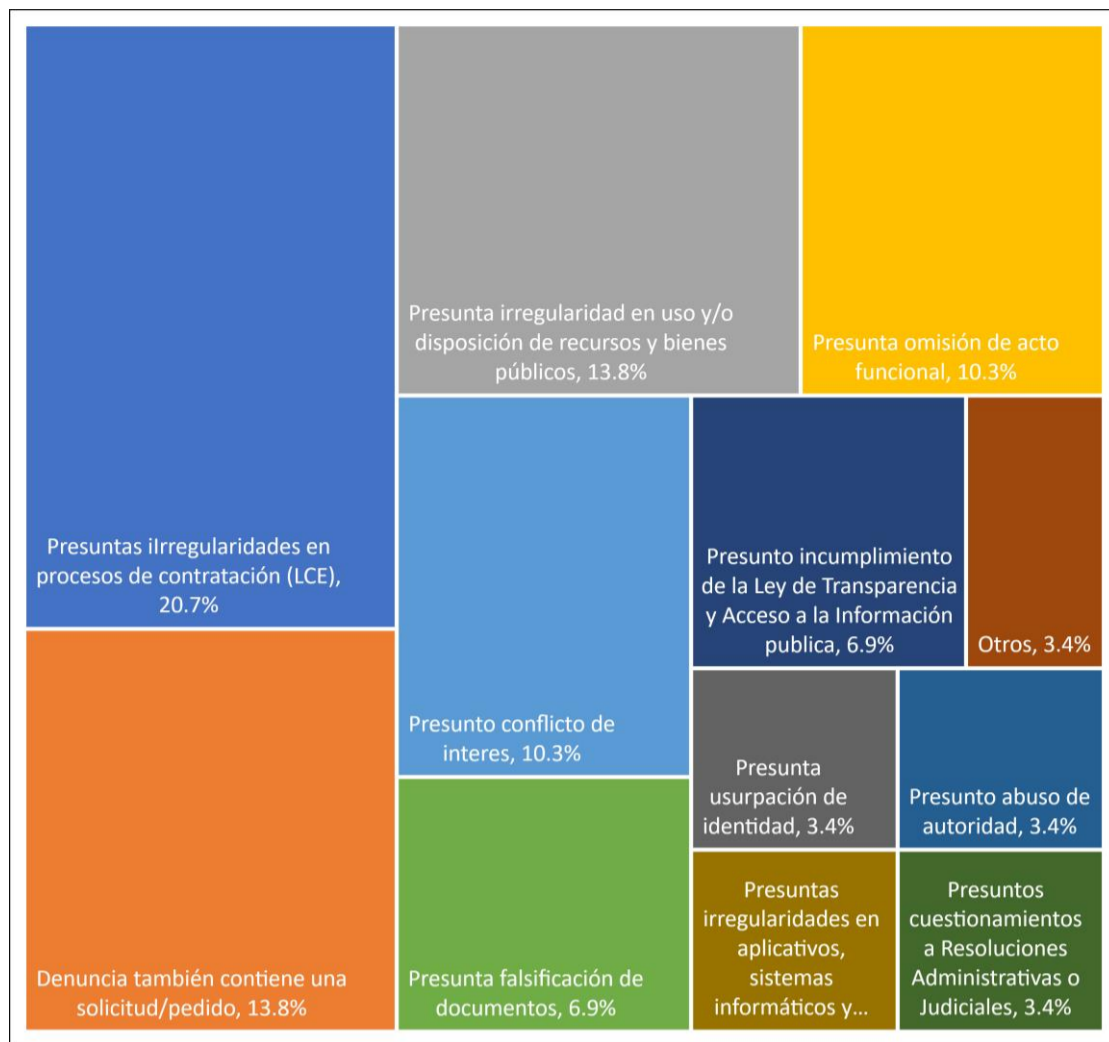 Presuntas iIrregularidades en
procesos de contratación (LCE),
20.7%
Denuncia también contiene una
solicitud/pedido, 13.8%
Presunta irregularidad en uso y/o
disposición de recursos y bienes
públicos, 13.8%
Presunta omisión de acto
funcional, 10.3%
Presunto conflicto de
interes, 10.3%
Presunta falsificación de
documentos, 6.9%
Presunto incumplimiento
de la Ley de Transparencia
y Acceso a la Información
publica, 6.9%
Otros, 3.4%
Presunta
usurpación de
identidad, 3.4%
Presunto abuso de
autoridad, 3.4%
Presuntas
irregularidades en
aplicativos,
sistemas
informáticos y...
Presuntos
cuestionamientos
a Resoluciones
Administrativas o
Judiciales, 3.4%